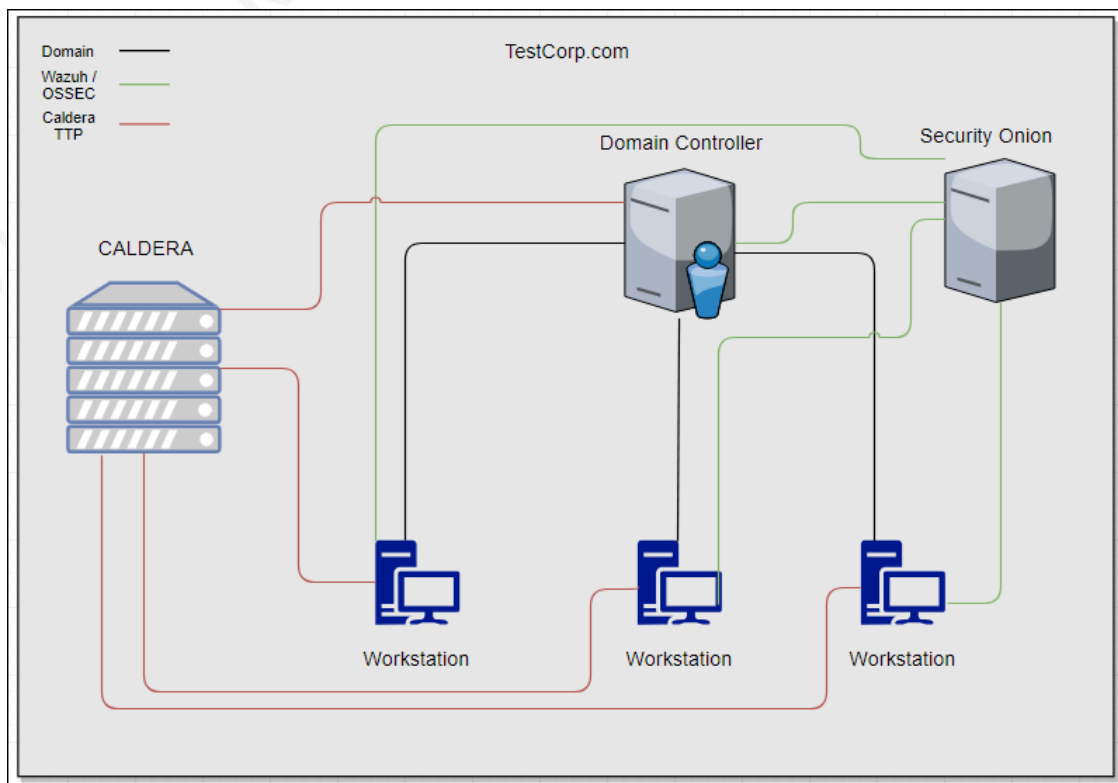 TestCorp.com
Domain
Wazuh /
OSSEC
Caldera
TTP
Domain Controller
Security Onion
CALDERA
Workstation
Workstation
Workstation